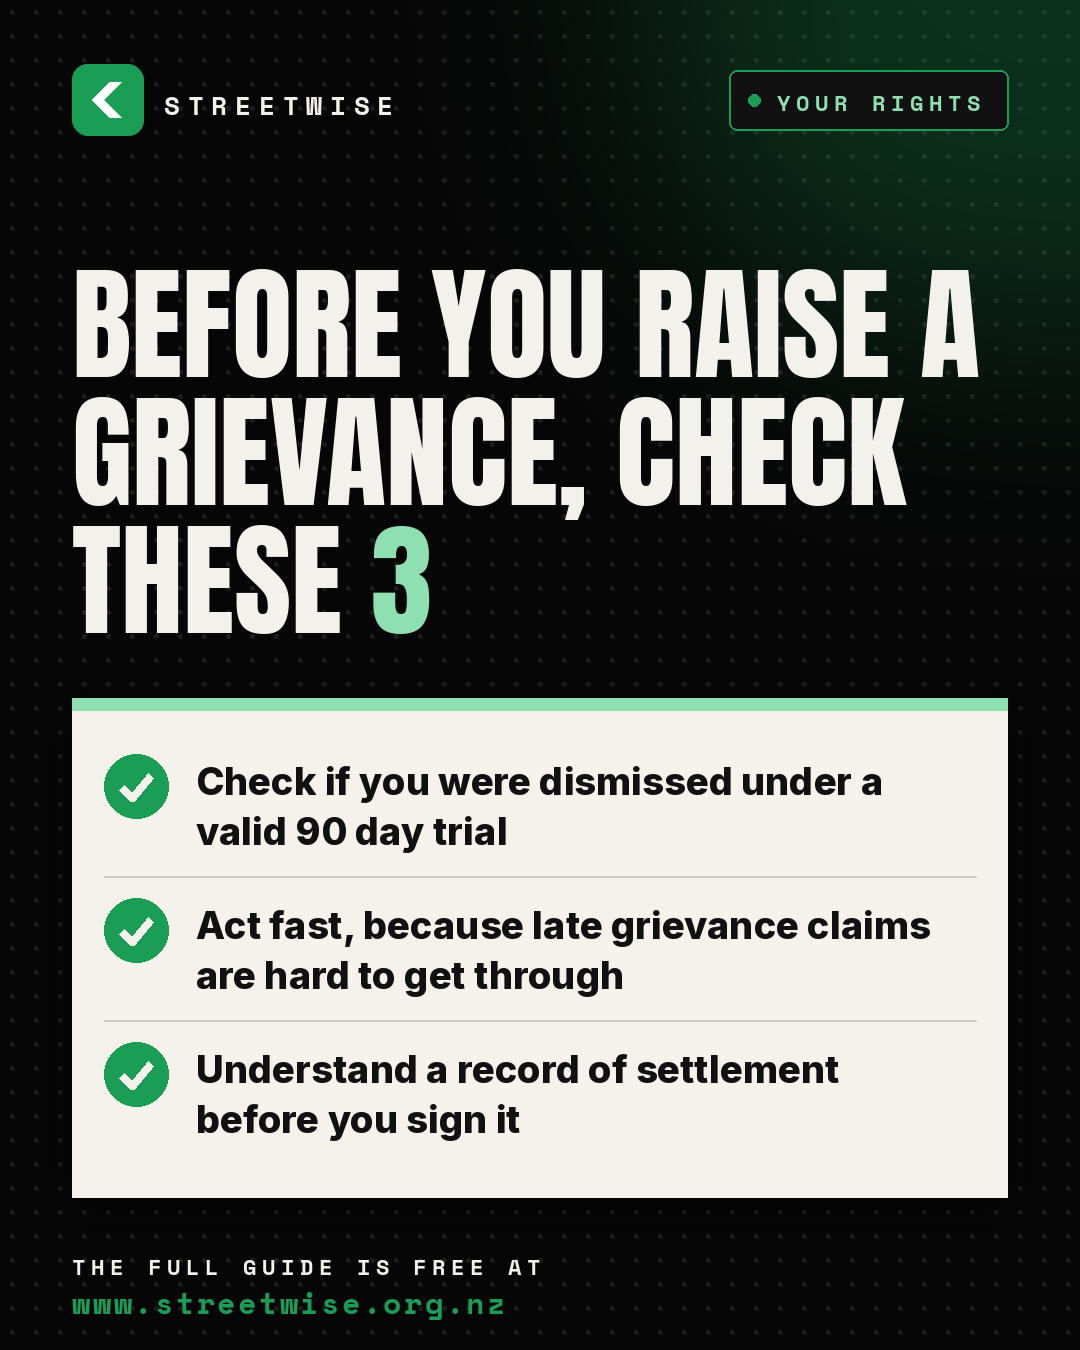 STREETWISE
YOUR RIGHTS
BEFORE YOU RAISE A
GRIEVANCE, CHECK
THESE 3
Check if you were dismissed under a
valid 90 day trial
Act fast, because late grievance claims
are hard to get through
Understand a record of settlement
before you sign it
THE FULL GUIDE IS FREE AT
www.streetwise.org.nz